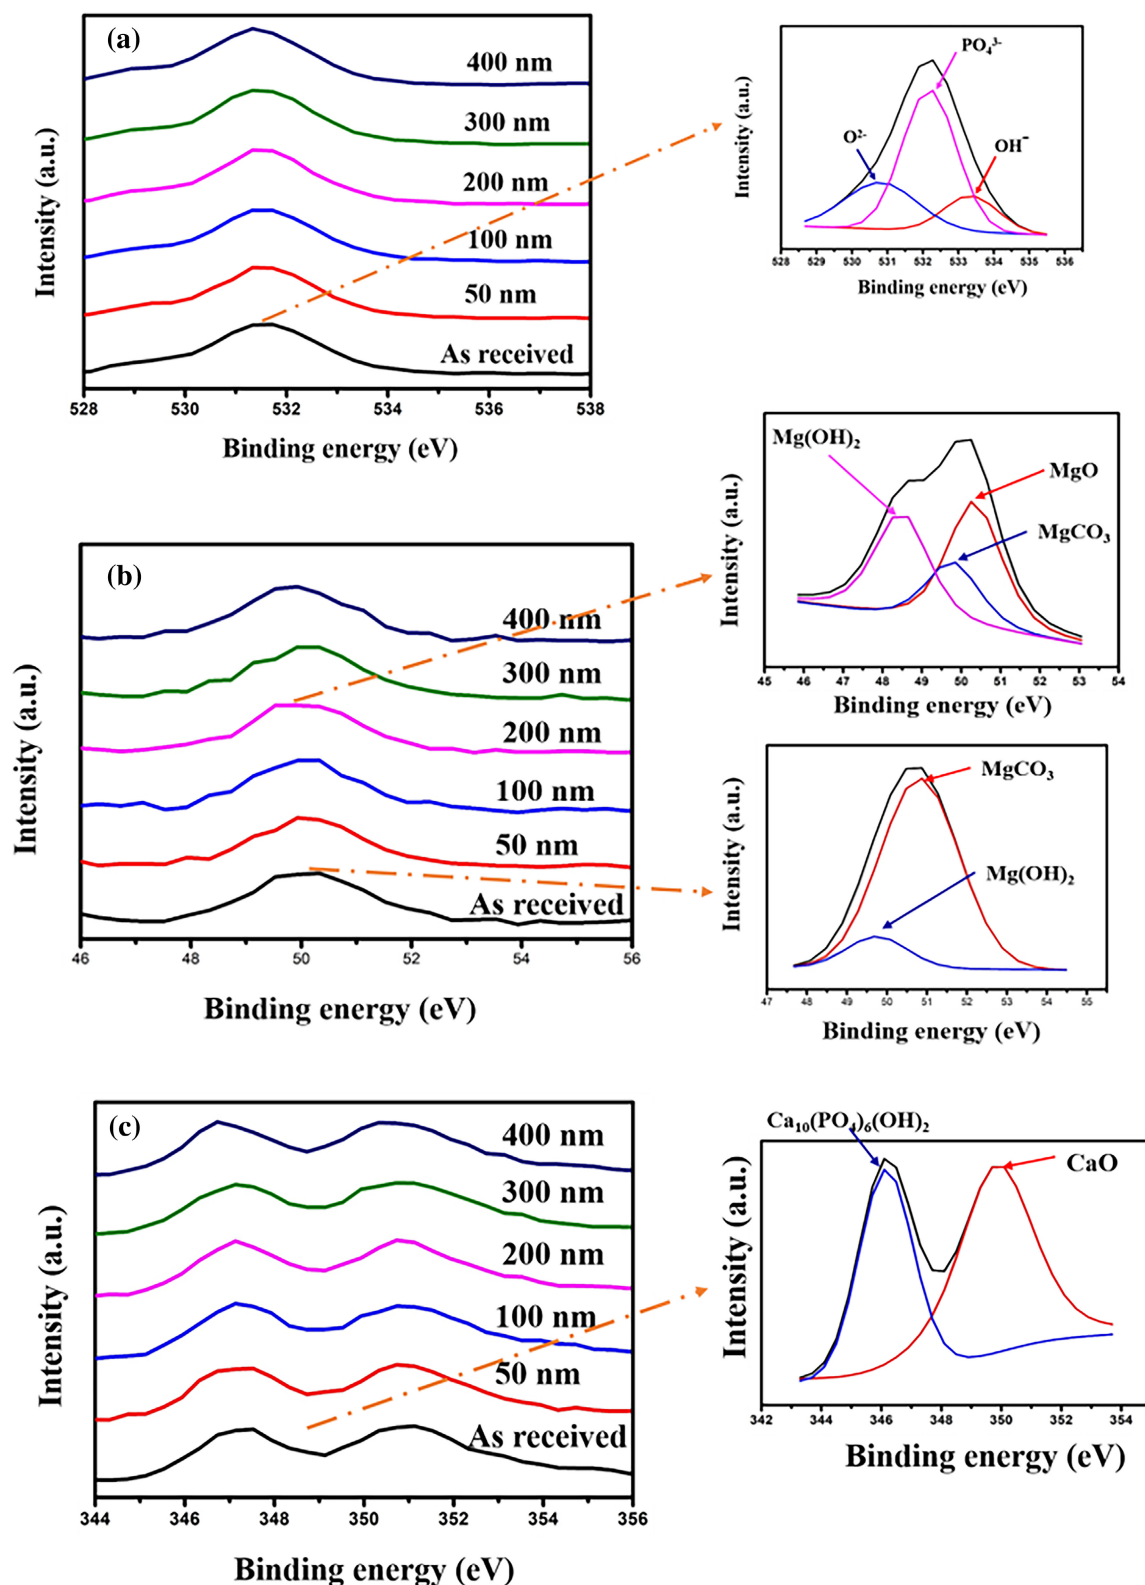 (a)
400 nm
300 nm
200 nm
100 nm
50 nm
As received
Intensity (a.u.)
528 530 532 534 536 538
Binding energy (eV)
PO₄³⁻
O²⁻
OH⁻
Intensity (a.u.)
528 529 530 531 532 533 534 535 536
Binding energy (eV)
(b)
400 nm
300 nm
200 nm
100 nm
50 nm
As received
Intensity (a.u.)
46 48 50 52 54 56
Binding energy (eV)
Mg(OH)₂
MgO
MgCO₃
Intensity (a.u.)
45 46 47 48 49 50 51 52 53 54
Binding energy (eV)
MgCO₃
Mg(OH)₂
Intensity (a.u.)
47 48 49 50 51 52 53 54 55
Binding energy (eV)
(c)
400 nm
300 nm
200 nm
100 nm
50 nm
As received
Intensity (a.u.)
344 346 348 350 352 354 356
Binding energy (eV)
Ca₁₀(PO₄)₆(OH)₂
CaO
Intensity (a.u.)
342 344 346 348 350 352 354
Binding energy (eV)